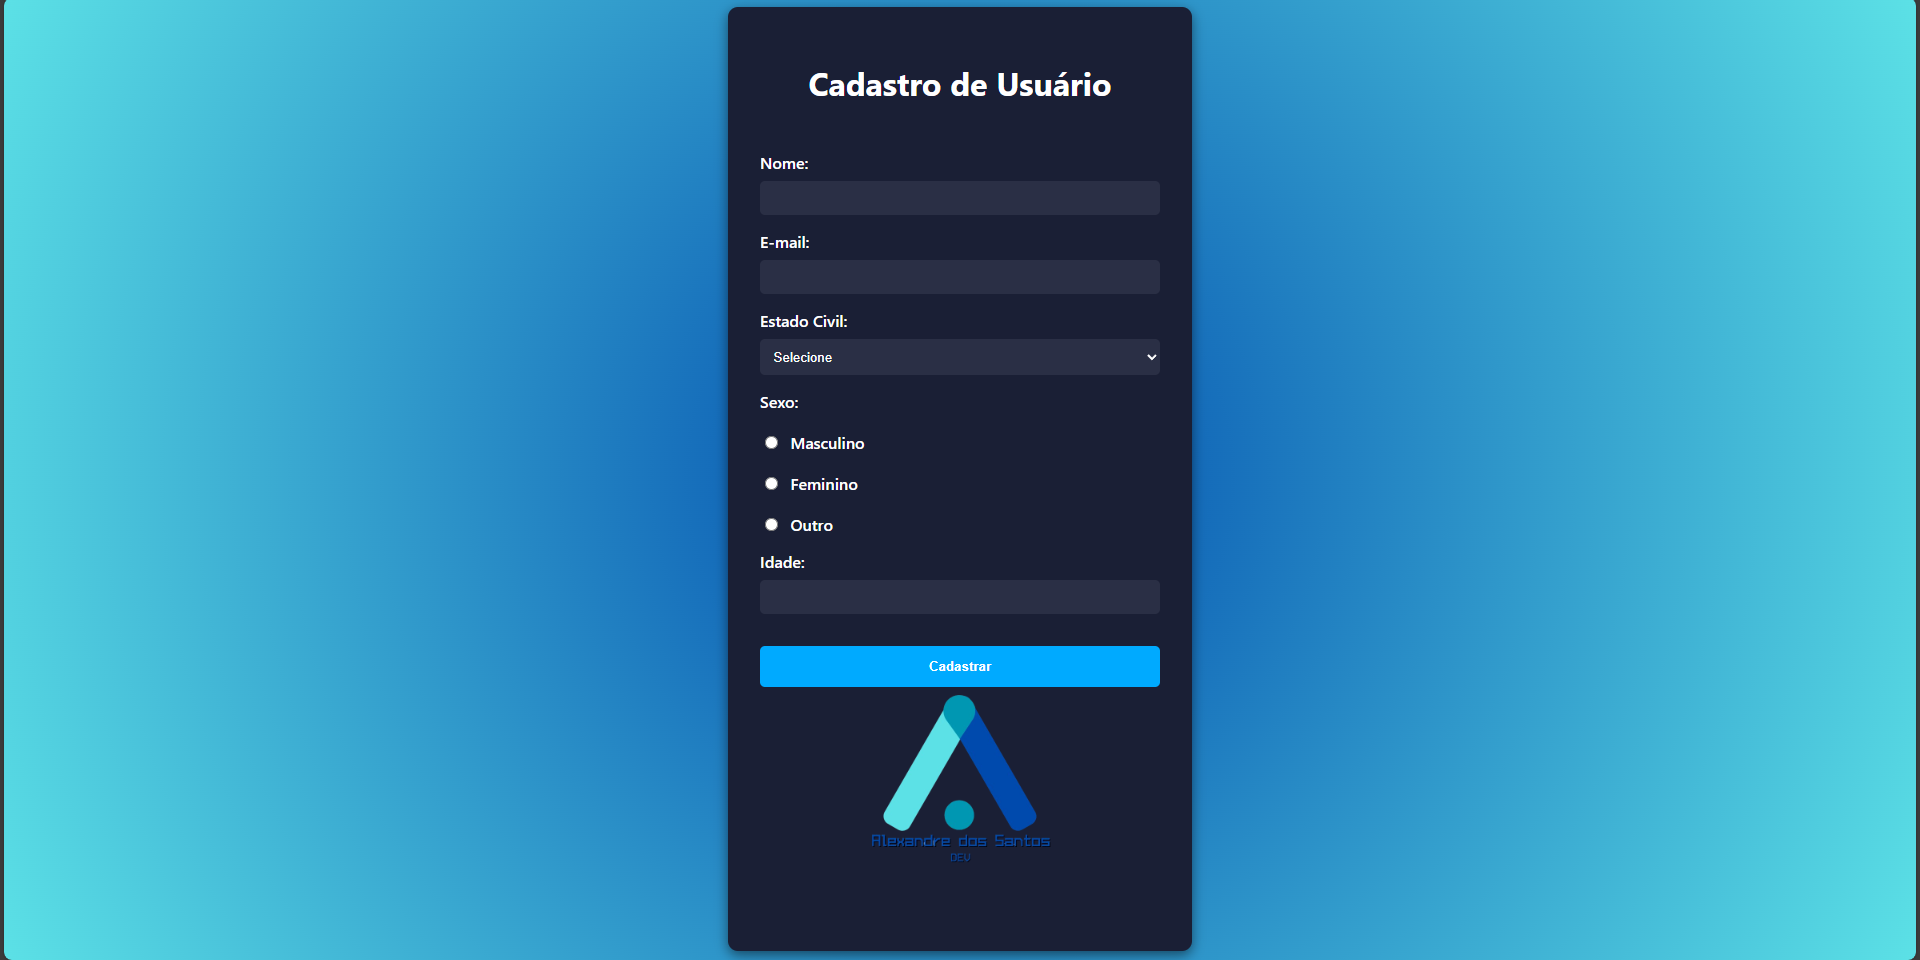 Cadastro de Usuário
Nome:
E-mail:
Estado Civil:
Selecione
Sexo:
Masculino
Feminino
Outro
Idade:
Cadastrar
Alexandre dos Santos
DEV